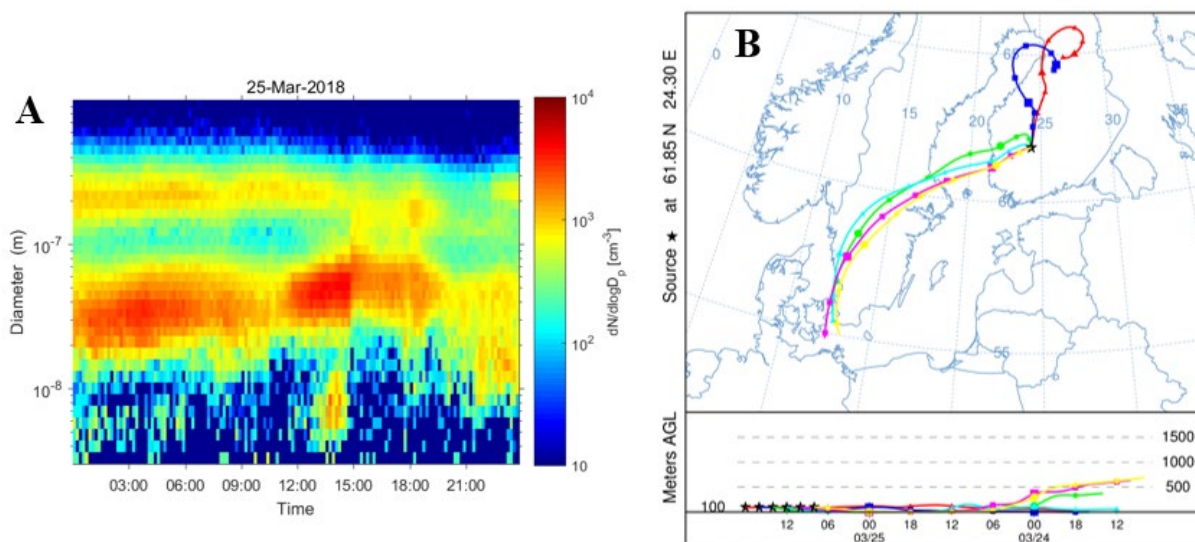 A
25-Mar-2018
Diameter (m)
10^-7
10^-8
03:00 06:00 09:00 12:00 15:00 18:00 21:00
Time
10^4
10^3
10^2
10
dN/dlogD_p [cm^-3]
B
Source ★ at 61.85 N 24.30 E
0
5
10
15
20
25
30
60
55
Meters AGL
1500
1000
500
100
12 06 00 18 12 06 00 18 12
03/25 03/24